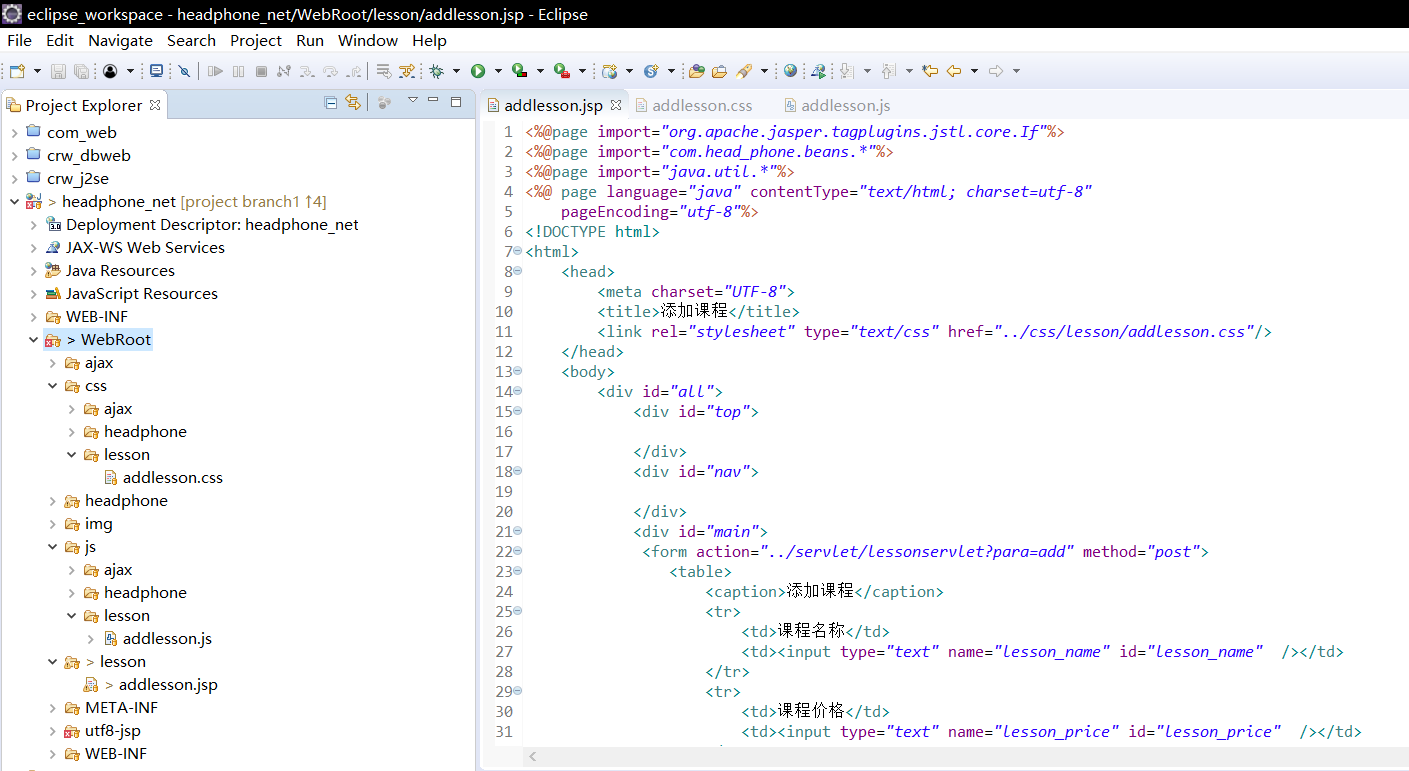 eclipse_workspace - headphone_net/WebRoot/lesson/addlesson.jsp - Eclipse
File Edit Navigate Search Project Run Window Help
Project Explorer
com_web
crw_dbweb
crw_j2se
> headphone_net [project branch1 ↑4]
Deployment Descriptor: headphone_net
JAX-WS Web Services
Java Resources
JavaScript Resources
WEB-INF
> WebRoot
ajax
css
ajax
headphone
lesson
addlesson.css
headphone
img
js
ajax
headphone
lesson
addlesson.js
> lesson
> addlesson.jsp
META-INF
utf8-jsp
WEB-INF
addlesson.jsp addlesson.css addlesson.js
1 <%@page import="org.apache.jasper.tagplugins.jstl.core.If"%>
2 <%@page import="com.head_phone.beans.*"%>
3 <%@page import="java.util.*"%>
4 <%@ page language="java" contentType="text/html; charset=utf-8"
5 pageEncoding="utf-8"%>
6 <!DOCTYPE html>
7 <html>
8 <head>
9 <meta charset="UTF-8">
10 <title>添加课程</title>
11 <link rel="stylesheet" type="text/css" href="../css/lesson/addlesson.css"/>
12 </head>
13 <body>
14 <div id="all">
15 <div id="top">
16
17 </div>
18 <div id="nav">
19
20 </div>
21 <div id="main">
22 <form action="../servlet/lessonservlet?para=add" method="post">
23 <table>
24 <caption>添加课程</caption>
25 <tr>
26 <td>课程名称</td>
27 <td><input type="text" name="lesson_name" id="lesson_name" /></td>
28 </tr>
29 <tr>
30 <td>课程价格</td>
31 <td><input type="text" name="lesson_price" id="lesson_price" /></td>